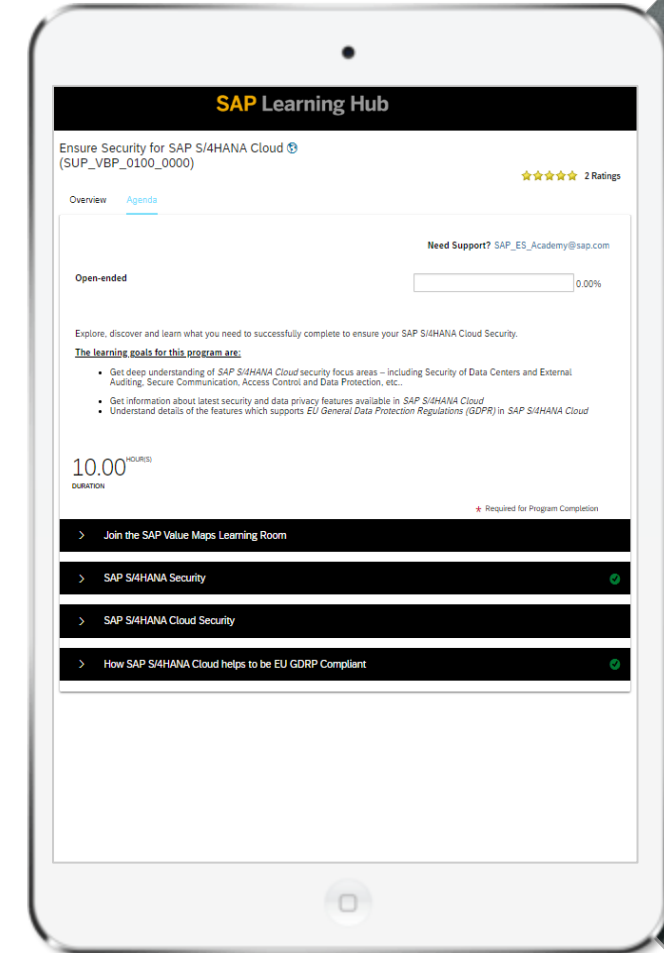 SAP Learning Hub
Ensure Security for SAP S/4HANA Cloud
(SUP_VBP_0100_0000)
2 Ratings
Overview Agenda
Need Support? SAP_ES_Academy@sap.com
Open-ended
0.00%
Explore, discover and learn what you need to successfully complete to ensure your SAP S/4HANA Cloud Security.
The learning goals for this program are:
• Get deep understanding of SAP S/4HANA Cloud security focus areas – including Security of Data Centers and External
Auditing, Secure Communication, Access Control and Data Protection, etc..
• Get information about latest security and data privacy features available in SAP S/4HANA Cloud
• Understand details of the features which supports EU General Data Protection Regulations (GDPR) in SAP S/4HANA Cloud
10.00 HOUR(S)
DURATION
* Required for Program Completion
> Join the SAP Value Maps Learning Room
> SAP S/4HANA Security
> SAP S/4HANA Cloud Security
> How SAP S/4HANA Cloud helps to be EU GDRP Compliant